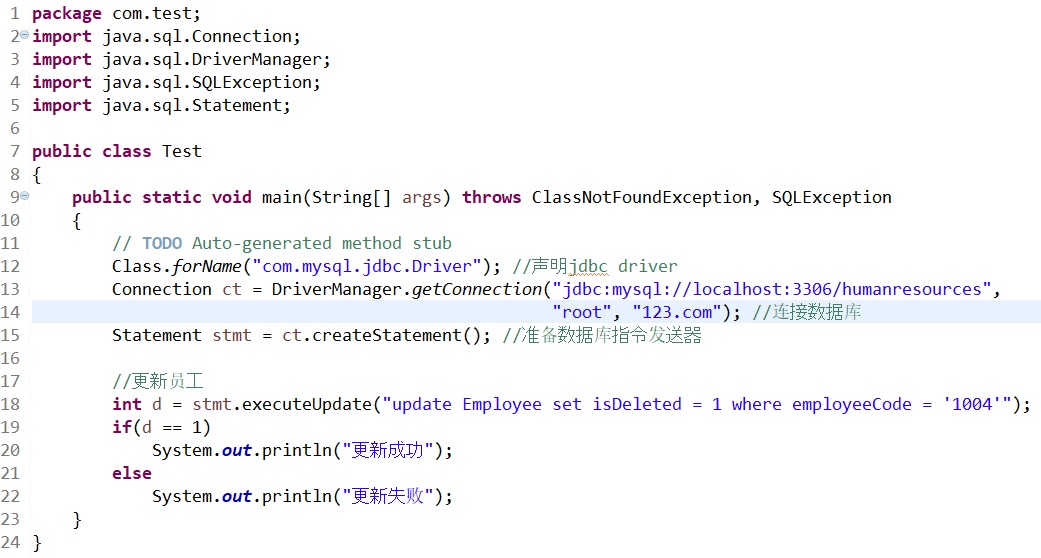 1 package com.test;
2 import java.sql.Connection;
3 import java.sql.DriverManager;
4 import java.sql.SQLException;
5 import java.sql.Statement;
6
7 public class Test
8 {
9     public static void main(String[] args) throws ClassNotFoundException, SQLException
10     {
11         // TODO Auto-generated method stub
12         Class.forName("com.mysql.jdbc.Driver"); //声明jdbc driver
13         Connection ct = DriverManager.getConnection("jdbc:mysql://localhost:3306/humanresources",
14                                                     "root", "123.com"); //连接数据库
15         Statement stmt = ct.createStatement(); //准备数据库指令发送器
16
17         //更新员工
18         int d = stmt.executeUpdate("update Employee set isDeleted = 1 where employeeCode = '1004'");
19         if(d == 1)
20             System.out.println("更新成功");
21         else
22             System.out.println("更新失败");
23     }
24 }